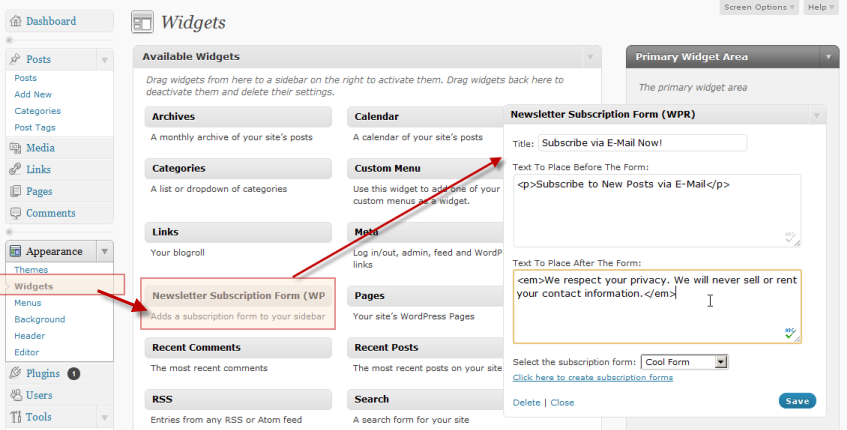 Screen Options
Help
Dashboard
Widgets
Posts
Posts
Add New
Categories
Post Tags
Media
Links
Pages
Comments
Appearance
Themes
Widgets
Menus
Background
Header
Editor
Plugins 1
Users
Tools
Available Widgets
Drag widgets from here to a sidebar on the right to activate them. Drag widgets back here to
deactivate them and delete their settings.
Archives
A monthly archive of your site's posts
Calendar
A calendar of your site's posts
Categories
A list or dropdown of categories
Custom Menu
Use this widget to add one of your
custom menus as a widget.
Links
Your blogroll
Meta
Log in/out, admin, feed and WordP
links
Newsletter Subscription Form (WP
Adds a subscription form to your sidebar
Pages
Your site's WordPress Pages
Recent Comments
The most recent comments
Recent Posts
The most recent posts on your site
RSS
Entries from any RSS or Atom feed
Search
A search form for your site
Primary Widget Area
The primary widget area
Newsletter Subscription Form (WPR)
Title: Subscribe via E-Mail Now!
Text To Place Before The Form:
<p>Subscribe to New Posts via E-Mail</p>
ABC
Text To Place After The Form:
<em>We respect your privacy. We will never sell or rent
your contact information.</em>
ABC
Select the subscription form: Cool Form
Click here to create subscription forms
Delete | Close
Save